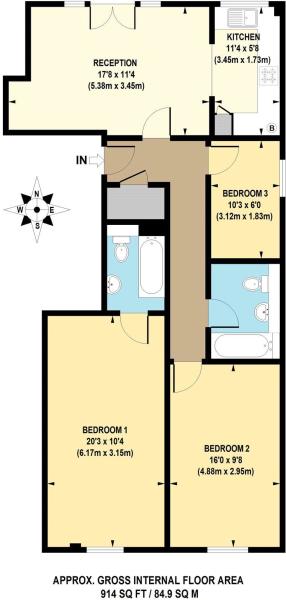 RECEPTION
17'8 x 11'4
(5.38m x 3.45m)
KITCHEN
11'4 x 5'8
(3.45m x 1.73m)
B
IN
N
W E
S
BEDROOM 3
10'3 x 6'0
(3.12m x 1.83m)
BEDROOM 1
20'3 x 10'4
(6.17m x 3.15m)
BEDROOM 2
16'0 x 9'8
(4.88m x 2.95m)
APPROX. GROSS INTERNAL FLOOR AREA
914 SQ FT / 84.9 SQ M